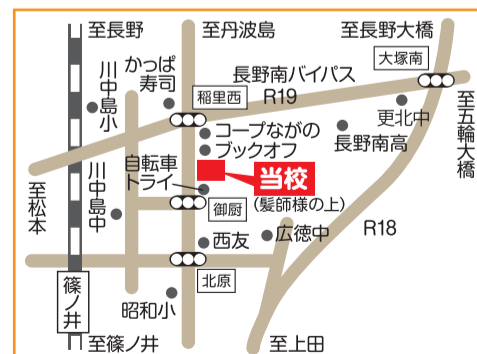 至長野
至丹波島
至長野大橋
大塚南
かっぱ
寿司
長野南バイパス
川中島小
稲里西
R19
更北中
至五輪大橋
コープながの
長野南高
ブックオフ
自転車
トライ
当校
(髪師様の上)
至松本
川中島中
御厨
広徳中
R18
西友
北原
篠ノ井
昭和小
至篠ノ井
至上田